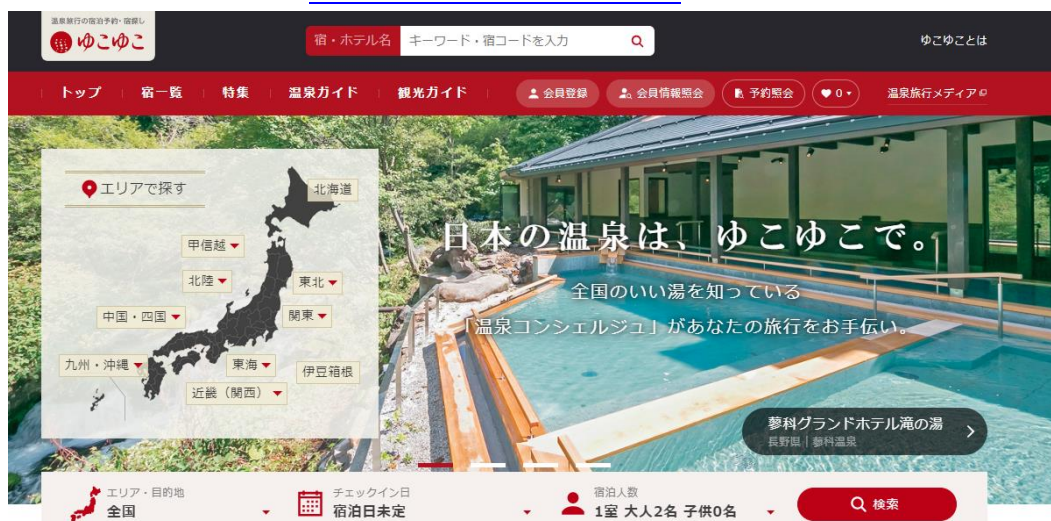 温泉旅行の宿泊予約・宿探し
ゆこゆこ
宿・ホテル名 キーワード・宿コードを入力
ゆこゆことは
トップ 宿一覧 特集 温泉ガイド 観光ガイド 会員登録 会員情報照会 予約照会 0 温泉旅行メディア
エリアで探す
北海道
甲信越
北陸
東北
中国・四国
関東
九州・沖縄
東海
伊豆箱根
近畿（関西）
日本の温泉は、ゆこゆこで。
全国のいい湯を知っている
「温泉コンシェルジュ」があなたの旅行をお手伝い。
蓼科グランドホテル滝の湯
長野県｜蓼科温泉
エリア・目的地
全国
チェックイン日
宿泊日未定
宿泊人数
1室 大人2名 子供0名
検索